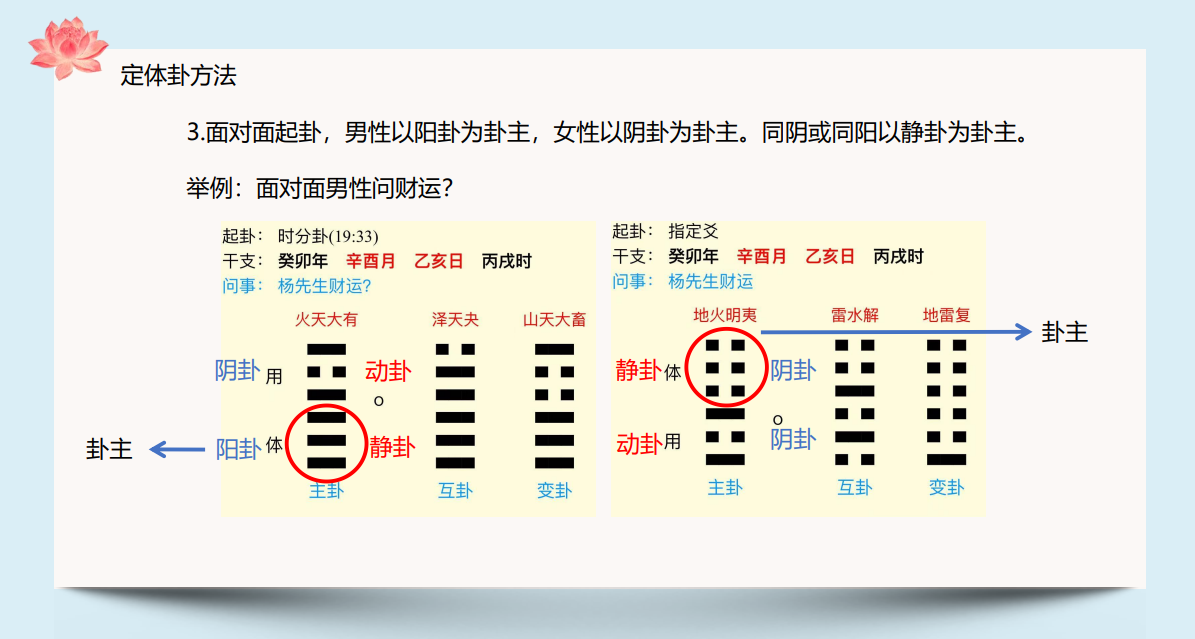 定体卦方法
3.面对面起卦，男性以阳卦为卦主，女性以阴卦为卦主。同阴或同阳以静卦为卦主。
举例：面对面男性问财运？
起卦： 时分卦(19:33)
干支： 癸卯年 辛酉月 乙亥日 丙戌时
问事： 杨先生财运?
火天大有 泽天夬 山天大畜
阴卦 用 动卦
o
卦主 阳卦 体 静卦
主卦 互卦 变卦
起卦： 指定爻
干支： 癸卯年 辛酉月 乙亥日 丙戌时
问事： 杨先生财运
地火明夷 雷水解 地雷复
卦主
静卦 体 阴卦
o
动卦 用 阴卦
主卦 互卦 变卦